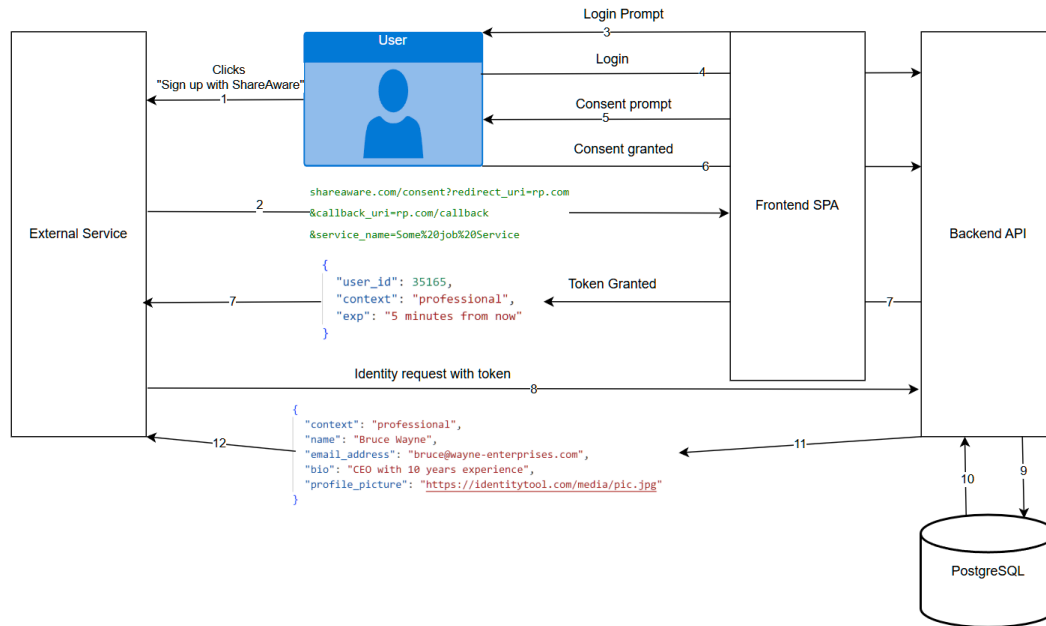 Login Prompt
3
User
Clicks
"Sign up with ShareAware"
1
Login
4
Consent prompt
5
Consent granted
6
External Service
Frontend SPA
Backend API
2
shareaware.com/consent?redirect_uri=rp.com
&callback_uri=rp.com/callback
&service_name=Some%20job%20Service
{
"user_id": 35165,
"context": "professional",
"exp": "5 minutes from now"
}
7
Token Granted
7
Identity request with token
8
{
"context": "professional",
"name": "Bruce Wayne",
"email_address": "bruce@wayne-enterprises.com",
"bio": "CEO with 10 years experience",
"profile_picture": "https://identitytool.com/media/pic.jpg"
}
12
11
10
9
PostgreSQL